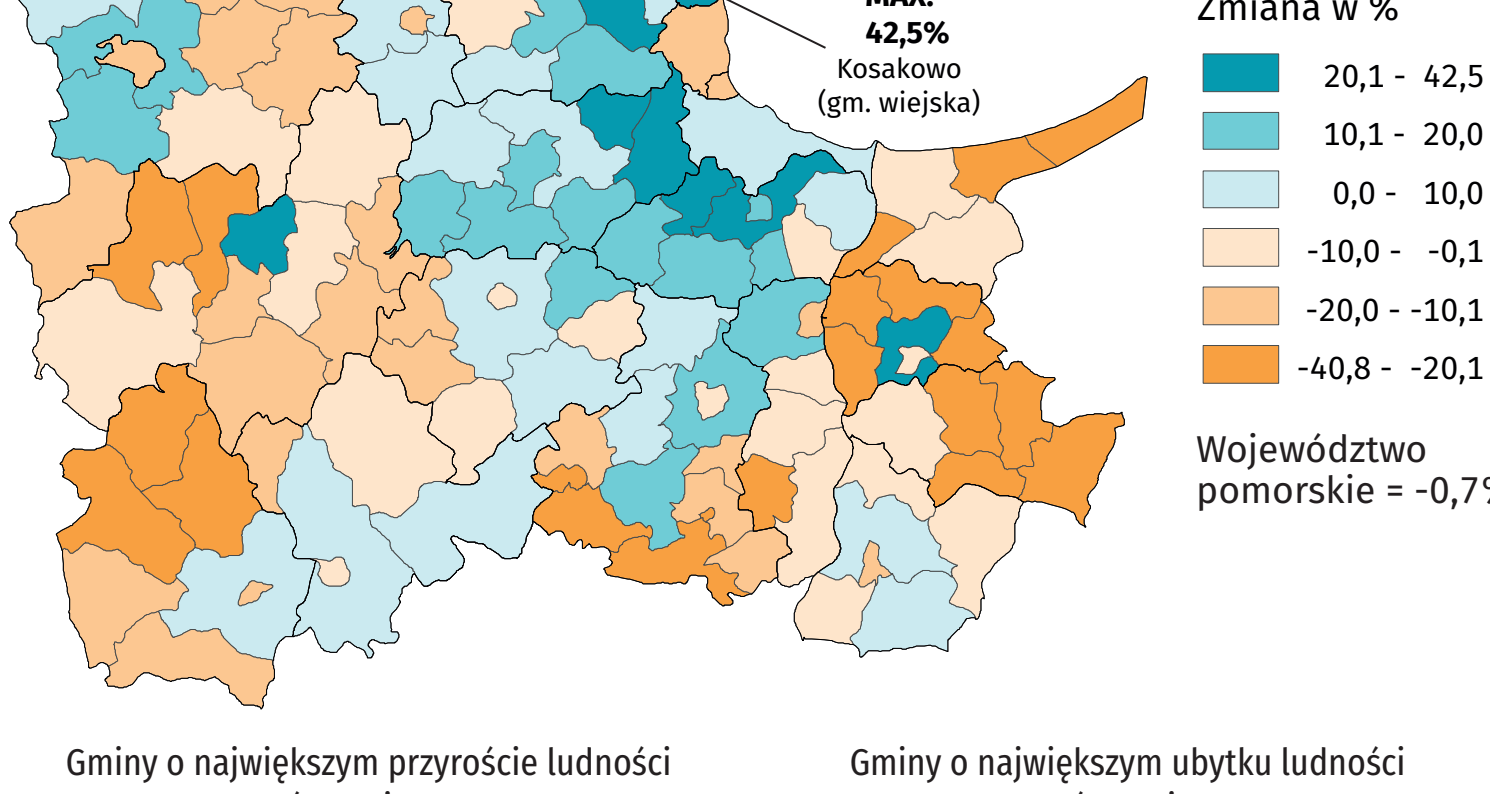 MAX.
42,5%
Kosakowo
(gm. wiejska)
Zmiana w %
20,1 - 42,5
10,1 - 20,0
0,0 - 10,0
-10,0 - -0,1
-20,0 - -10,1
-40,8 - -20,1
Województwo
pomorskie = -0,7%
Gminy o największym przyroście ludności
Gminy o największym ubytku ludności